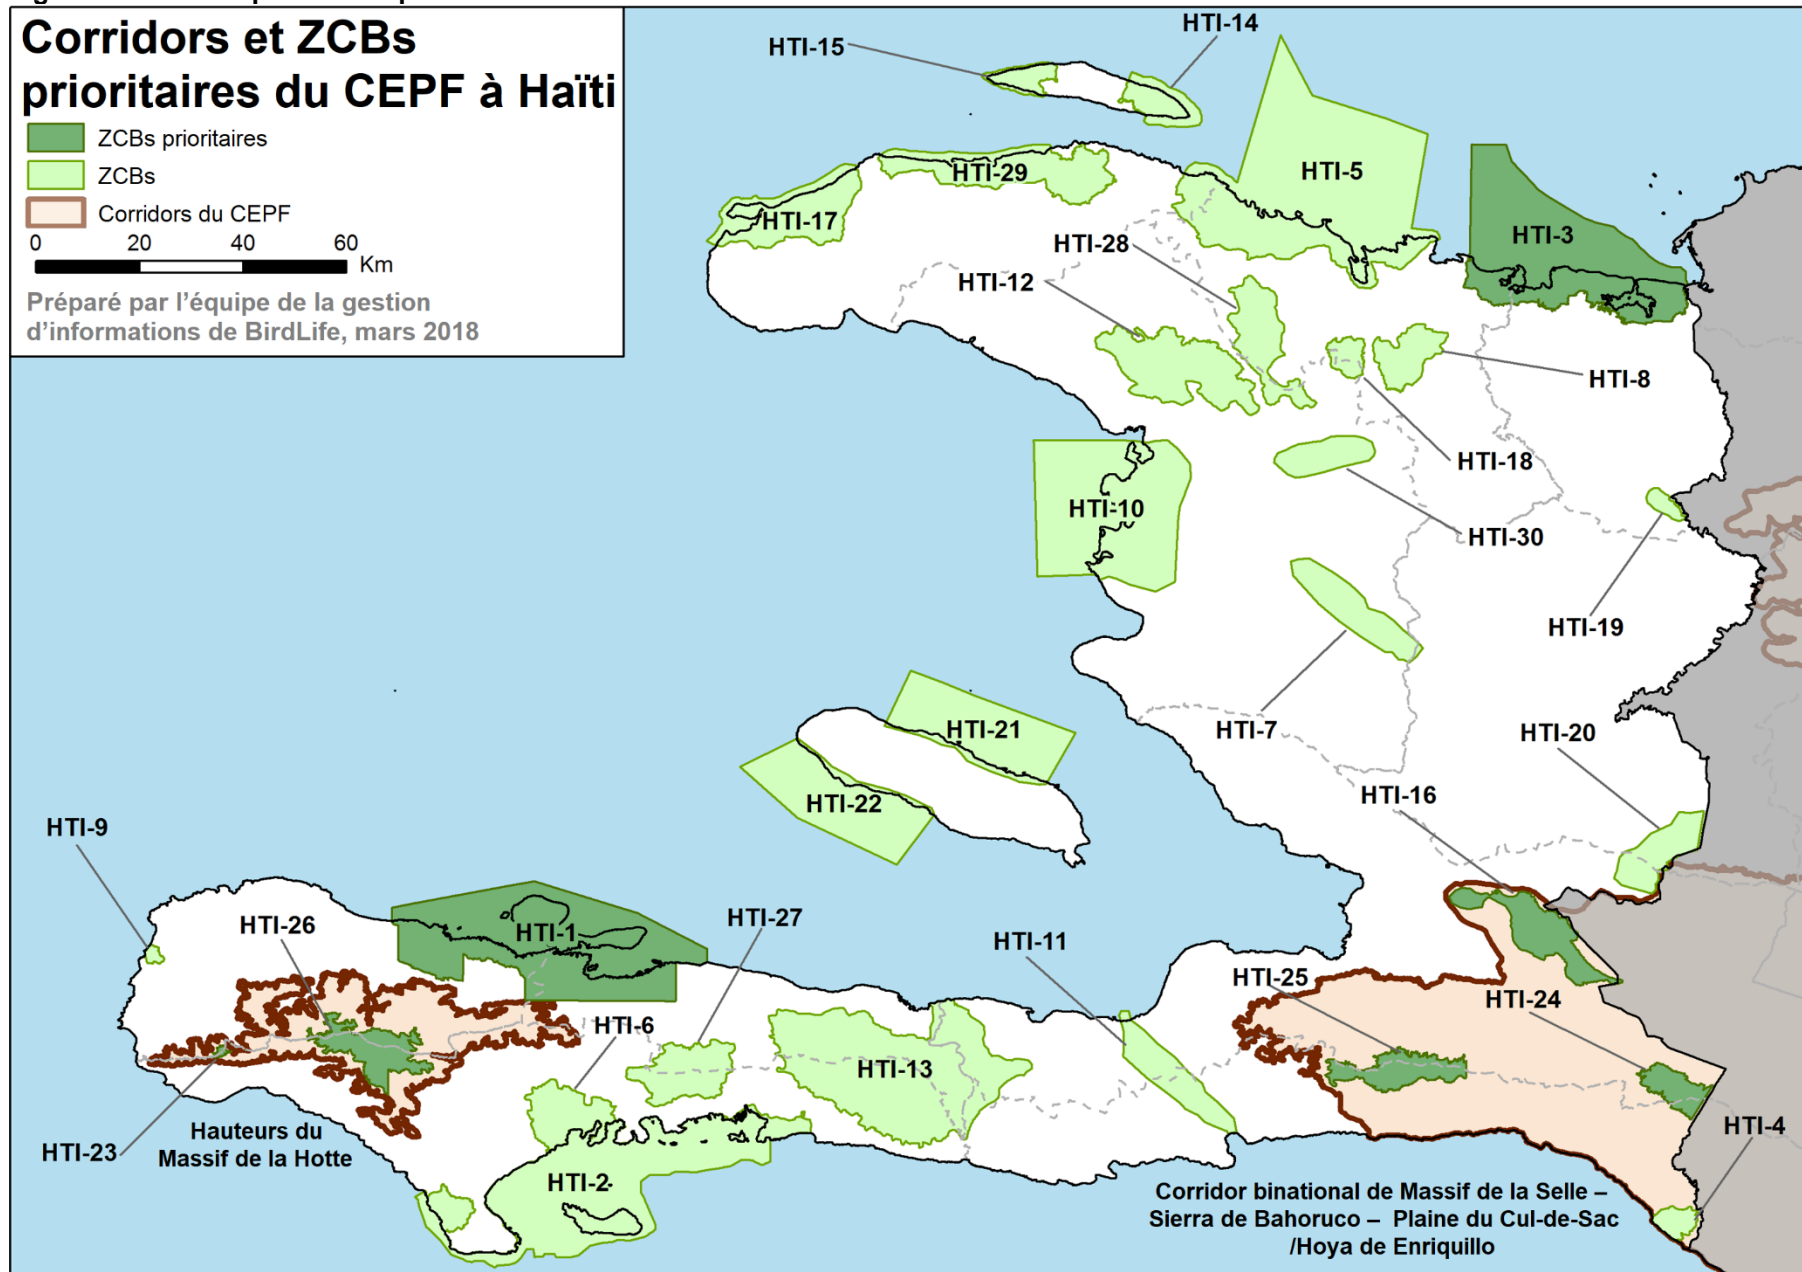 Corridors et ZCBs
prioritaires du CEPF à Haïti
ZCBs prioritaires
ZCBs
Corridors du CEPF
0 20 40 60
Km
Préparé par l'équipe de la gestion
d'informations de BirdLife, mars 2018
HTI-14
HTI-15
HTI-5
HTI-29
HTI-17
HTI-3
HTI-28
HTI-12
HTI-8
HTI-18
HTI-10
HTI-30
HTI-19
HTI-7
HTI-21
HTI-20
HTI-22
HTI-16
HTI-9
HTI-26
HTI-1
HTI-27
HTI-11
HTI-25
HTI-24
HTI-6
HTI-13
HTI-4
HTI-23
Hauteurs du
Massif de la Hotte
HTI-2
Corridor binational de Massif de la Selle –
Sierra de Bahoruco – Plaine du Cul-de-Sac
/Hoya de Enriquillo